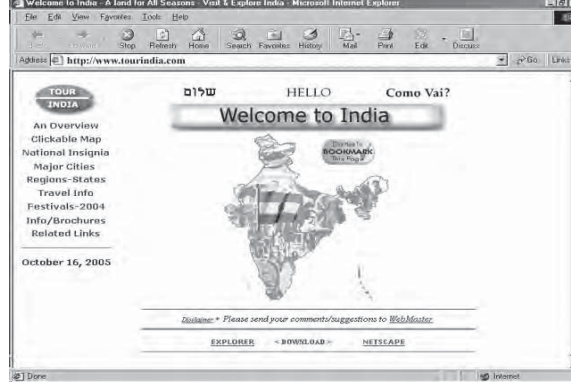 Welcome to India - A land for All Seasons - Visit & Explore India - Microsoft Internet Explorer
File Edit View Favorites Tools Help
Stop Refresh Home Search Favorites History Mail Print Edit Discuss
Address http://www.tourindia.com Go Links
TOUR
INDIA
שלום HELLO Como Vai?
Welcome to India
BOOKMARK
This Page
An Overview
Clickable Map
National Insignia
Major Cities
Regions-States
Travel Info
Festivals-2004
Info/Brochures
Related Links
October 16, 2005
Disclaimer * Please send your comments/suggestions to WebMaster
EXPLORER - DOWNLOAD - NETSCAPE
Done Internet